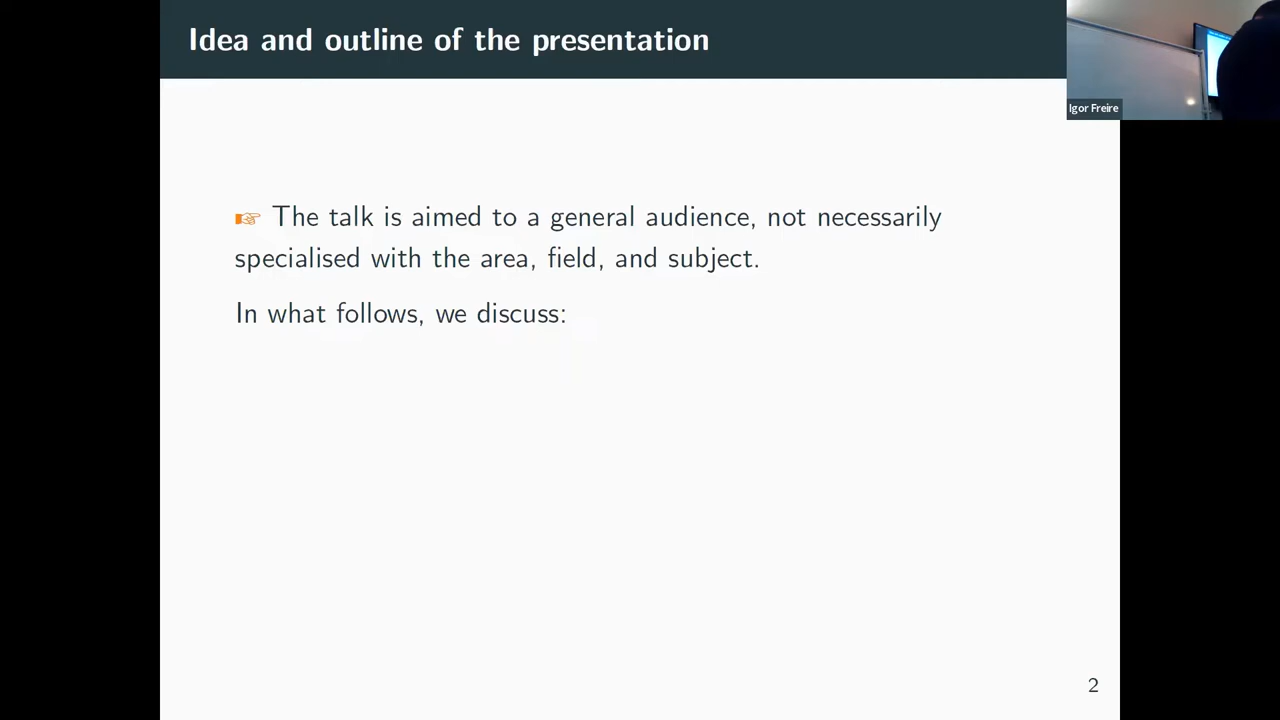 Idea and outline of the presentation
Igor Freire
☞ The talk is aimed to a general audience, not necessarily
specialised with the area, field, and subject.
In what follows, we discuss:
2